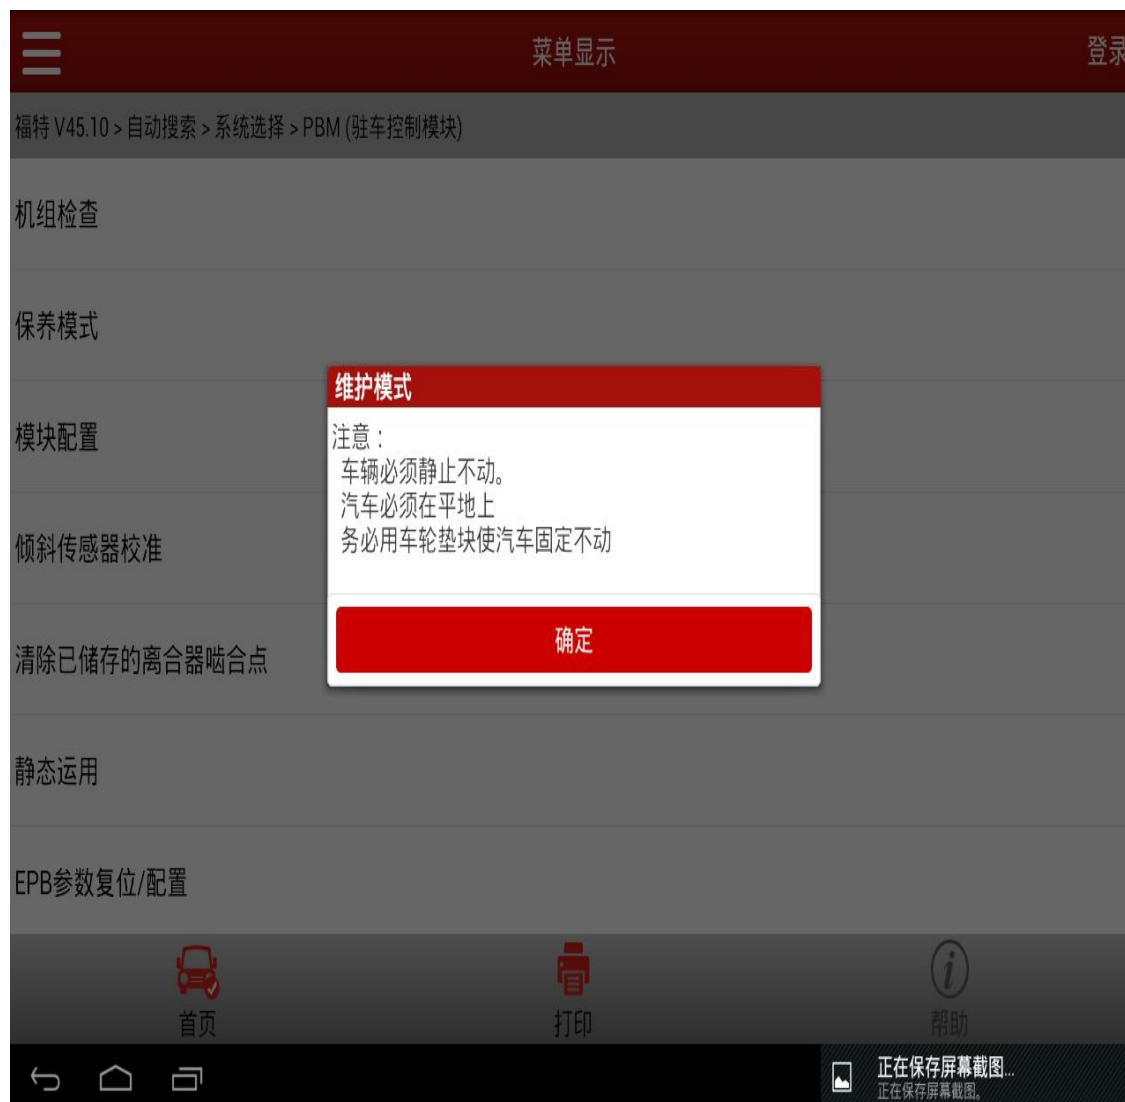 菜单显示
登录
福特 V45.10 > 自动搜索 > 系统选择 > PBM (驻车控制模块)
机组检查
保养模式
模块配置
倾斜传感器校准
清除已储存的离合器啮合点
静态运用
EPB参数复位/配置
维护模式
注意：
车辆必须静止不动。
汽车必须在平地上
务必用车轮垫块使汽车固定不动
确定
首页
打印
帮助
正在保存屏幕截图...
正在保存屏幕截图。